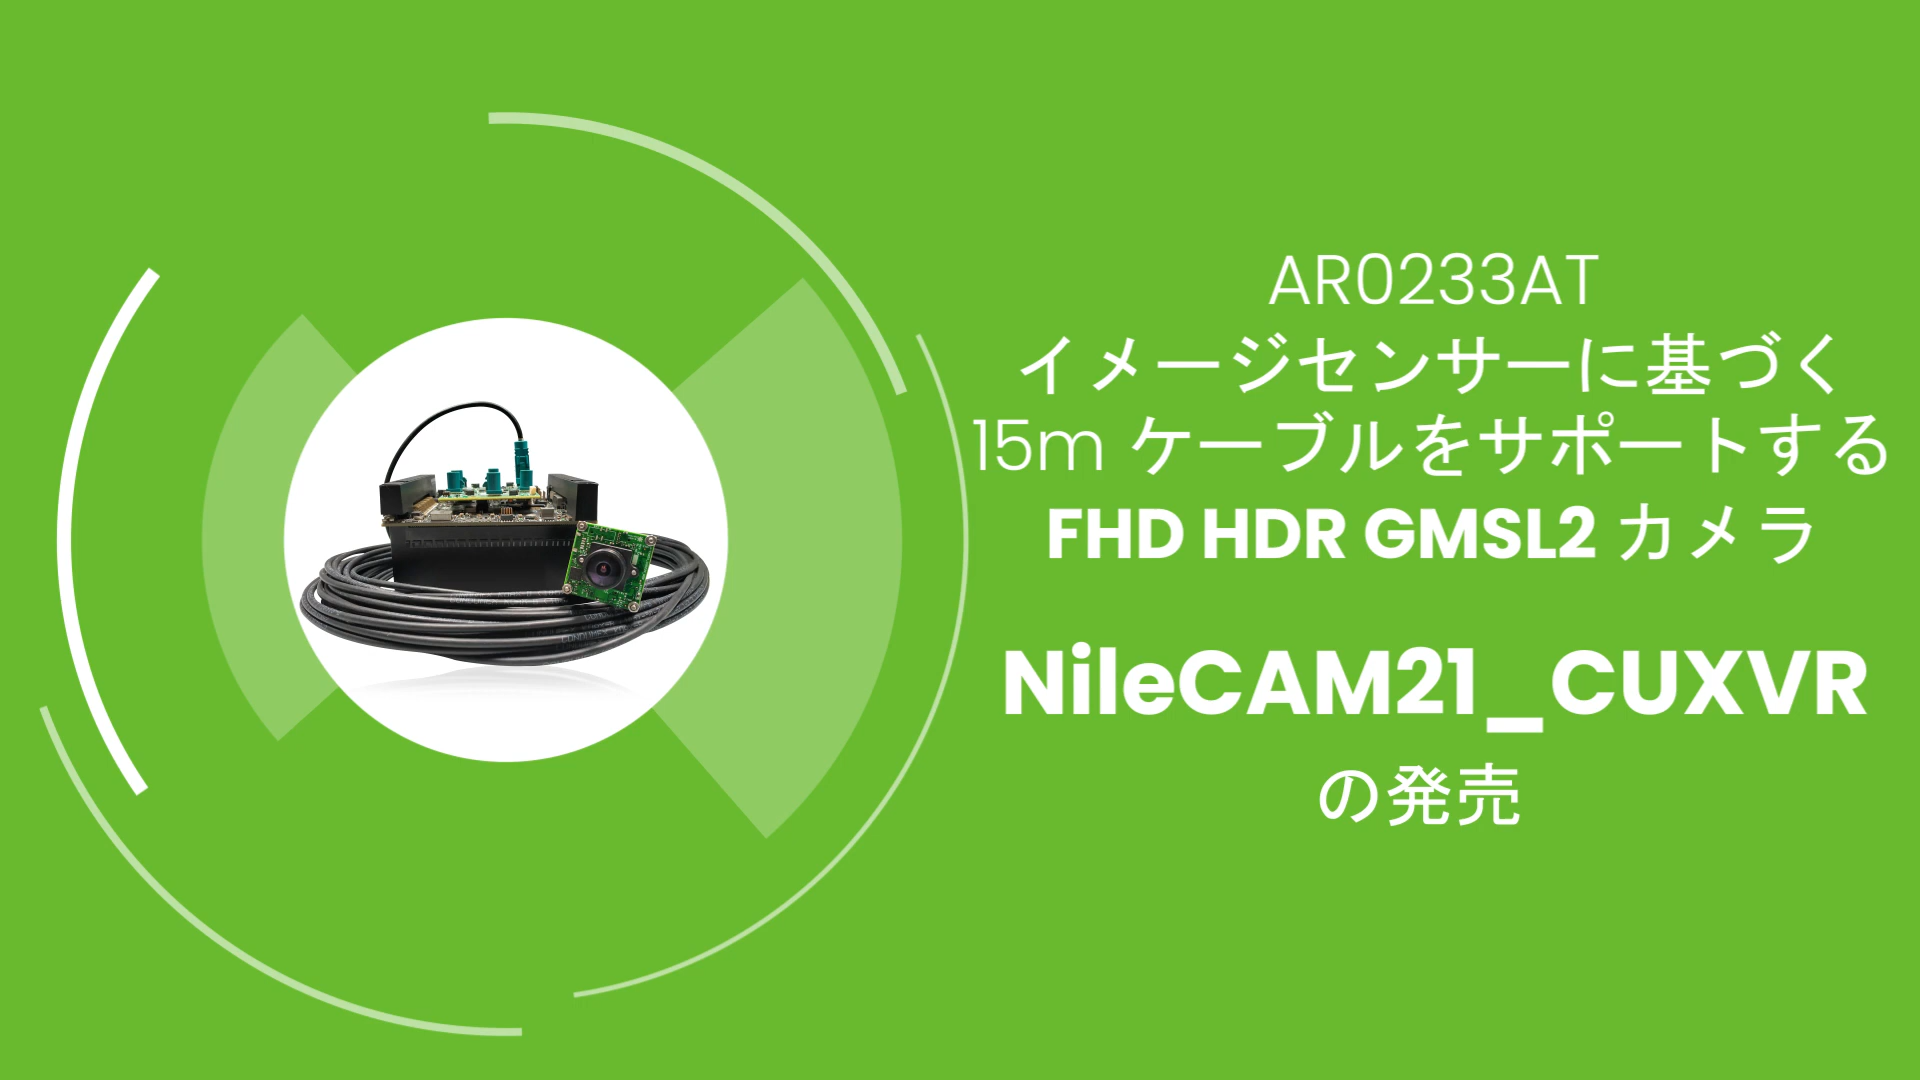 AR0233AT
イメージセンサーに基づく
15m ケーブルをサポートする
FHD HDR GMSL2 カメラ
NileCAM21_CUXVR
の発売